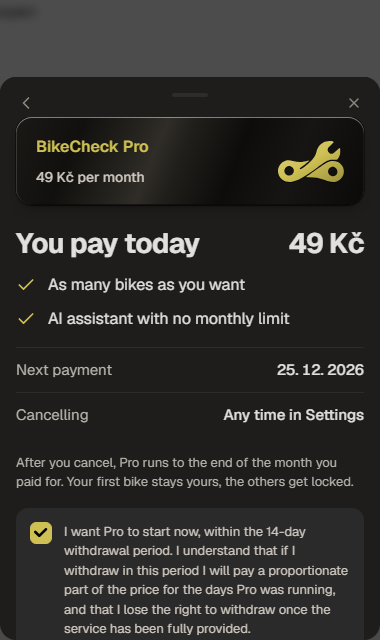 BikeCheck Pro
49 Kč per month
You pay today 49 Kč
As many bikes as you want
AI assistant with no monthly limit
Next payment 25. 12. 2026
Cancelling Any time in Settings
After you cancel, Pro runs to the end of the month you
paid for. Your first bike stays yours, the others get locked.
I want Pro to start now, within the 14-day
withdrawal period. I understand that if I
withdraw in this period I will pay a proportionate
part of the price for the days Pro was running,
and that I lose the right to withdraw once the
service has been fully provided.